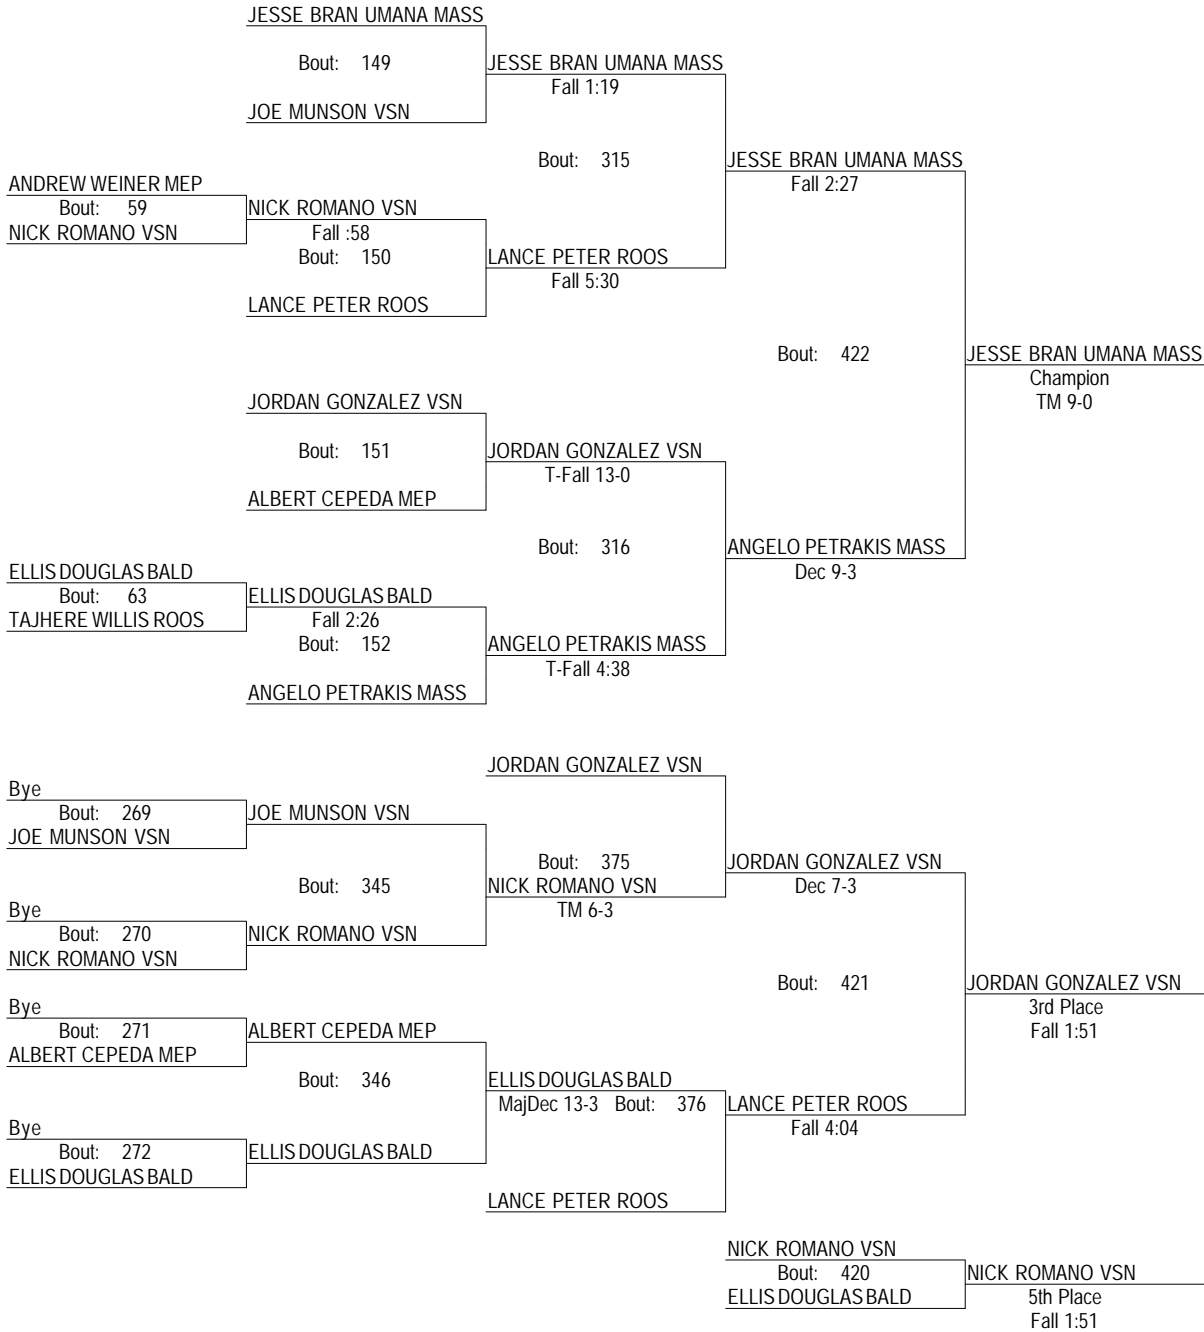 JESSE BRAN UMANA MASS
Bout: 149
JESSE BRAN UMANA MASS
Fall 1:19
JOE MUNSON VSN
Bout: 315
JESSE BRAN UMANA MASS
Fall 2:27
ANDREW WEINER MEP
Bout: 59
NICK ROMANO VSN
NICK ROMANO VSN
Fall :58
Bout: 150
LANCE PETER ROOS
Fall 5:30
LANCE PETER ROOS
Bout: 422
JESSE BRAN UMANA MASS
Champion
TM 9-0
JORDAN GONZALEZ VSN
Bout: 151
JORDAN GONZALEZ VSN
T-Fall 13-0
ALBERT CEPEDA MEP
Bout: 316
ANGELO PETRAKIS MASS
Dec 9-3
ELLIS DOUGLAS BALD
Bout: 63
TAJHERE WILLIS ROOS
ELLIS DOUGLAS BALD
Fall 2:26
Bout: 152
ANGELO PETRAKIS MASS
T-Fall 4:38
ANGELO PETRAKIS MASS
JORDAN GONZALEZ VSN
Bye
Bout: 269
JOE MUNSON VSN
JOE MUNSON VSN
Bout: 375
JORDAN GONZALEZ VSN
Dec 7-3
Bout: 345
NICK ROMANO VSN
TM 6-3
Bye
Bout: 270
NICK ROMANO VSN
NICK ROMANO VSN
Bout: 421
JORDAN GONZALEZ VSN
3rd Place
Fall 1:51
Bye
Bout: 271
ALBERT CEPEDA MEP
ALBERT CEPEDA MEP
Bout: 346
ELLIS DOUGLAS BALD
MajDec 13-3 Bout: 376
LANCE PETER ROOS
Fall 4:04
Bye
Bout: 272
ELLIS DOUGLAS BALD
ELLIS DOUGLAS BALD
LANCE PETER ROOS
NICK ROMANO VSN
Bout: 420
ELLIS DOUGLAS BALD
NICK ROMANO VSN
5th Place
Fall 1:51